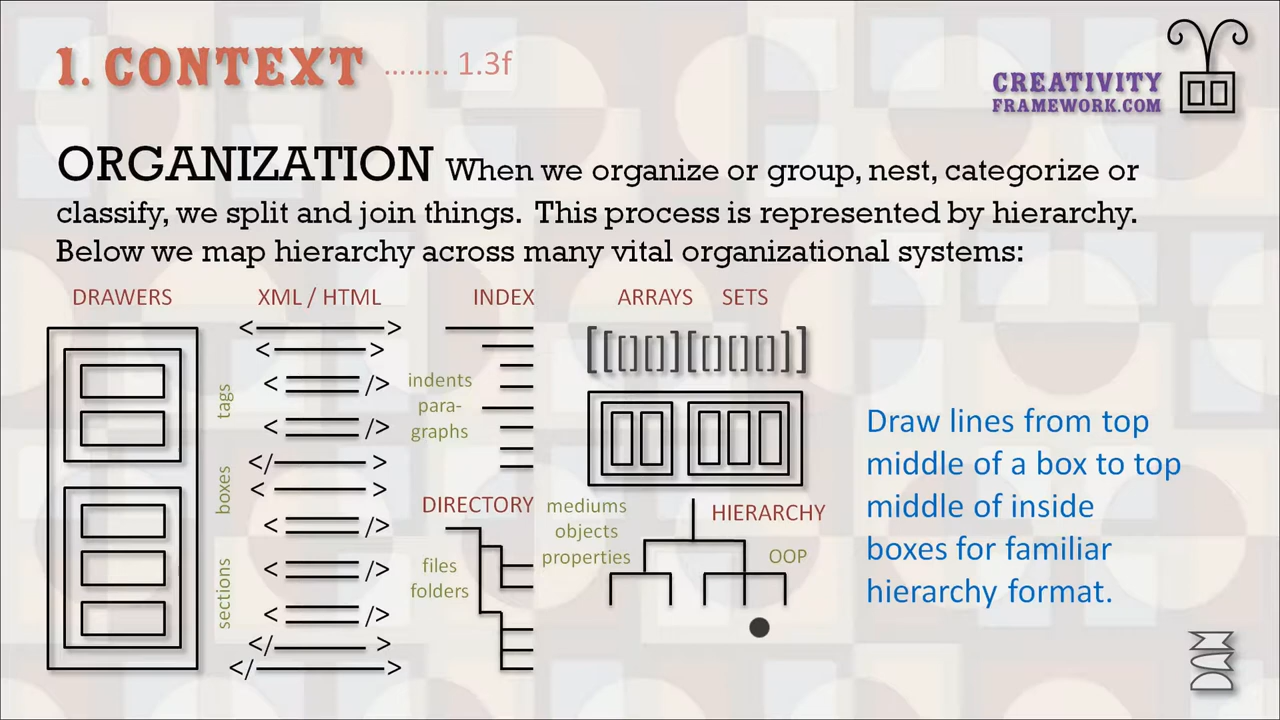 1. CONTEXT ........ 1.3f
CREATIVITY
FRAMEWORK.COM
ORGANIZATION When we organize or group, nest, categorize or
classify, we split and join things. This process is represented by hierarchy.
Below we map hierarchy across many vital organizational systems:
DRAWERS
XML / HTML
INDEX
ARRAYS SETS
tags
boxes
sections
indents
para-
graphs
DIRECTORY
files
folders
mediums
objects
properties
HIERARCHY
OOP
Draw lines from top
middle of a box to top
middle of inside
boxes for familiar
hierarchy format.